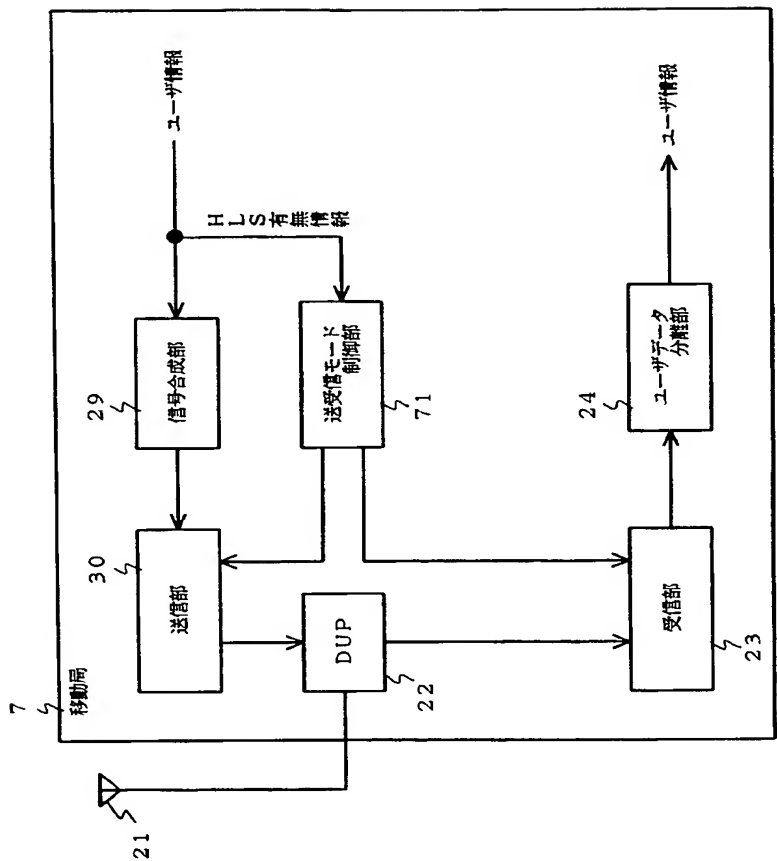 7
移動局
21
DUP
22
30
送信部
29
信号合成部
ユーザ情報
HLS有無情報
送受信モード
制御部
71
受信部
23
24
ユーザデータ
分離部
ユーザ情報